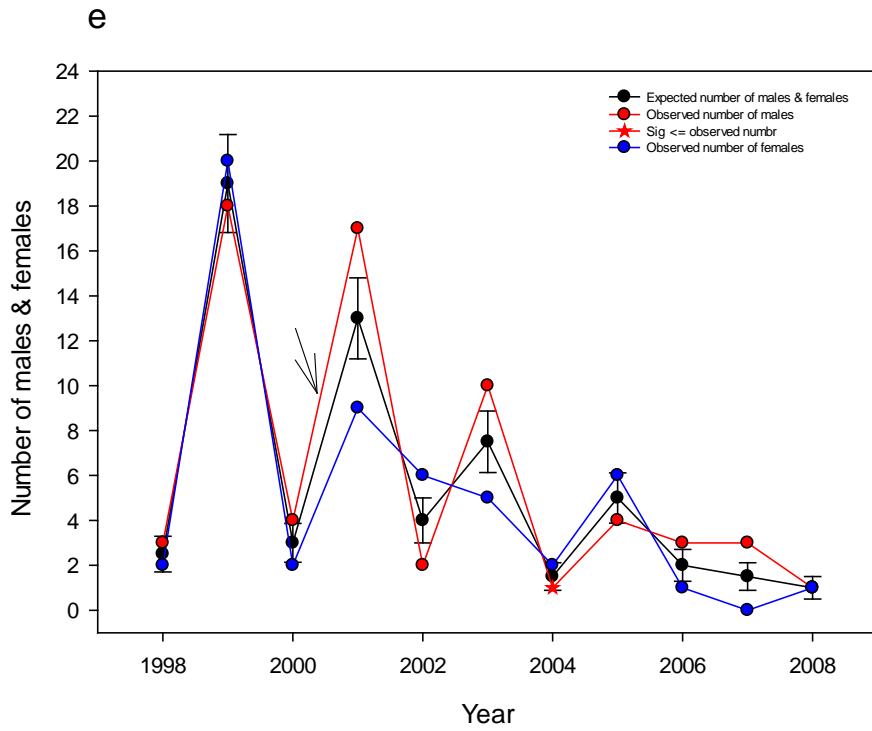 e
24
22
20
18
16
14
12
10
8
6
4
2
0
Number of males & females
Expected number of males & females
Observed number of males
Sig <= observed numbr
Observed number of females
1998 2000 2002 2004 2006 2008
Year